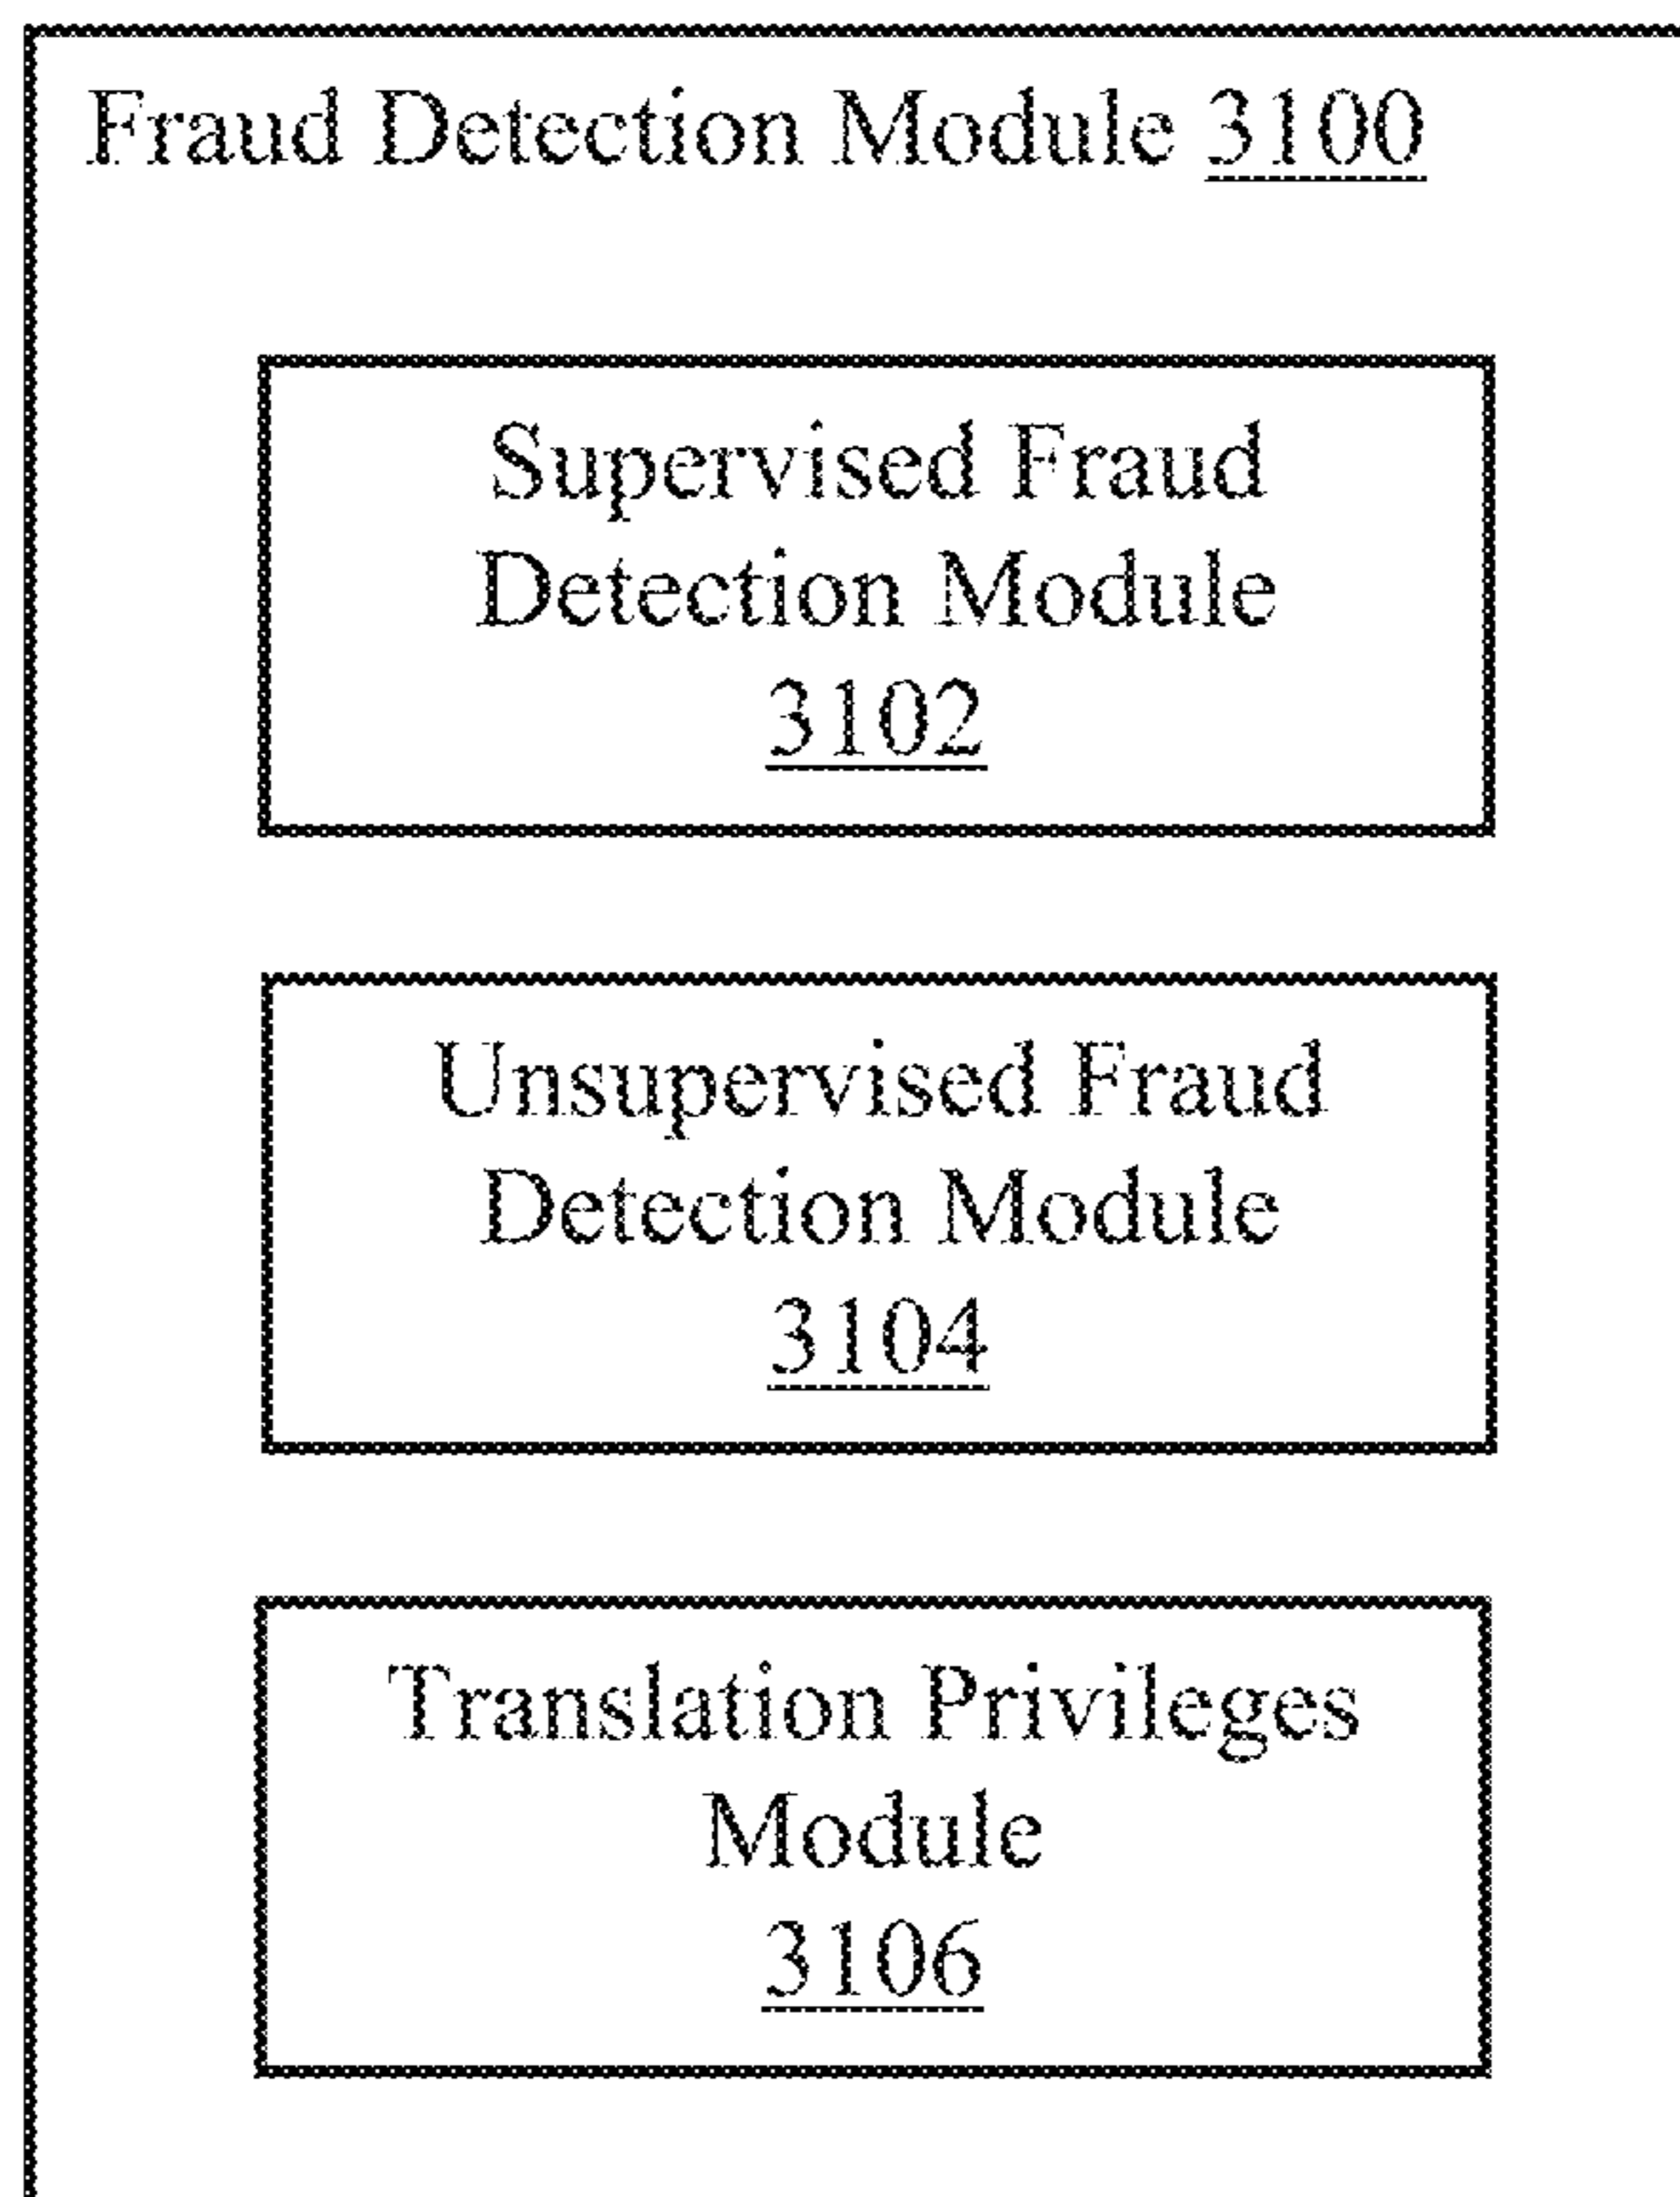 Fraud Detection Module 3100
Supervised Fraud
Detection Module
3102
Unsupervised Fraud
Detection Module
3104
Translation Privileges
Module
3106